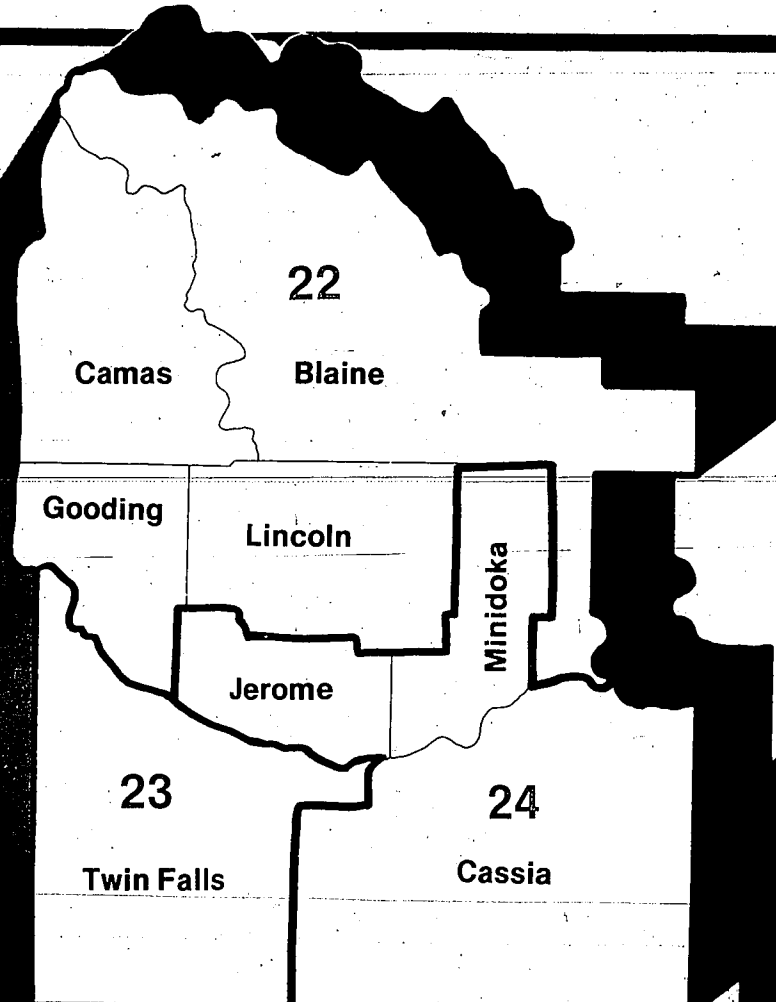 22
Camas
Blaine
Gooding
Lincoln
Minidoka
Jerome
23
24
Twin Falls
Cassia